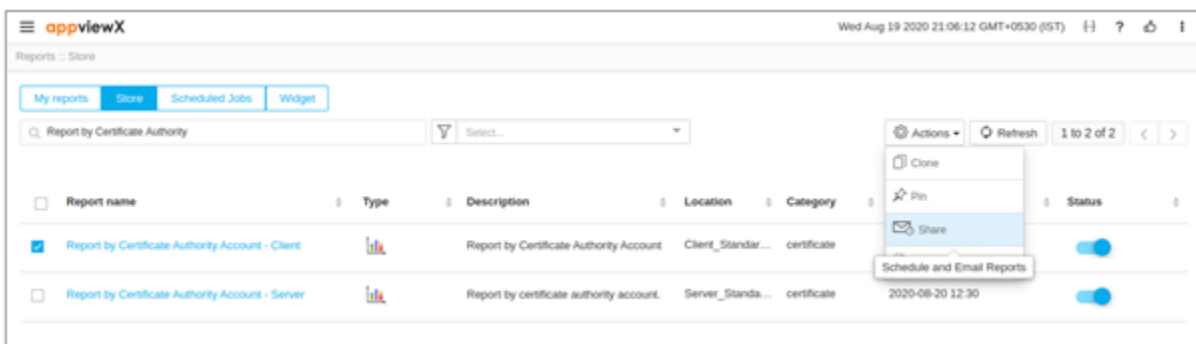 appviewX
Wed Aug 19 2020 21:06:12 GMT+0530 (IST)
?
Reports :: Store
My reports Store Scheduled Jobs Widget
Report by Certificate Authority Select... Actions Refresh 1 to 2 of 2 < >
Clone
Pin
Share
Schedule and Email Reports
Report name Type Description Location Category Status
Report by Certificate Authority Account - Client Report by Certificate Authority Account Client_Standar... certificate
Report by Certificate Authority Account - Server Report by certificate authority account. Server_Standa... certificate 2020-08-20 12:30